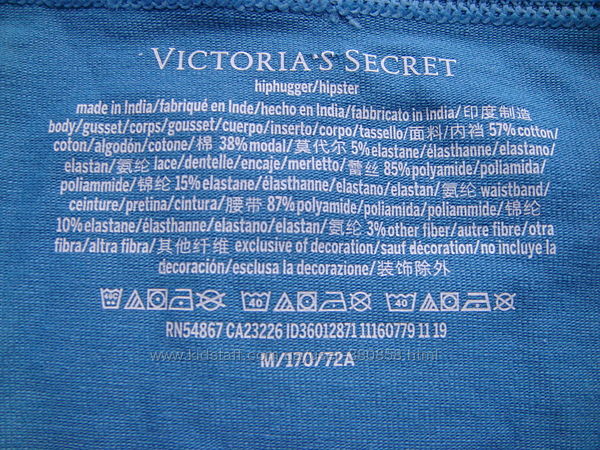 VICTORIA'S SECRET
hiphugger/hipster
made in India/fabriqué en Inde/hecho en India/fabbricato in India/印度制造
body/gusset/corps/gousset/cuerpo/inserto/corpo/tassello/面料/内裆 57% cotton/
coton/algodón/cotone/棉 38% modal/莫代尔 5% elastane/élasthanne/elastano/
elastan/氨纶 lace/dentelle/encaje/merletto/蕾丝 85% polyamide/poliamida/
poliammide/锦纶 15% elastane/élasthanne/elastano/elastan/氨纶 waistband/
ceinture/pretina/cintura/腰带 87% polyamide/poliamida/poliammide/锦纶
10% elastane/élasthanne/elastano/elastan/氨纶 3% other fiber/autre fibre/otra
fibra/altra fibra/其他纤维 exclusive of decoration/sauf décoration/no incluye la
decoración/esclusa la decorazione/装饰除外
40 40
RN54867 CA23226 ID36012871 11160779 11 19
M/170/72A